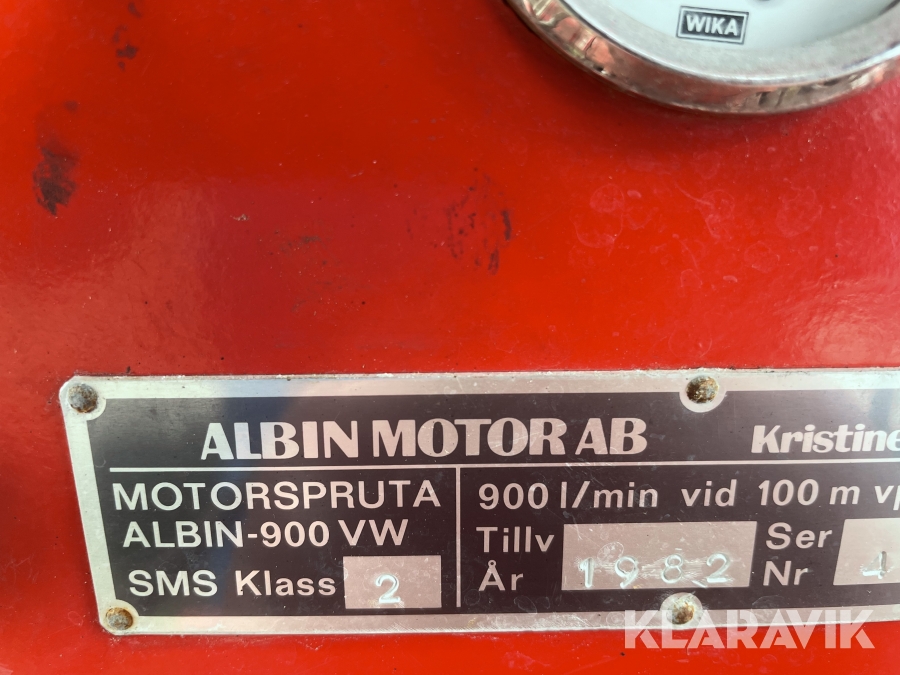 WIKA
ALBIN MOTOR AB Kristine
MOTORSPRUTA
ALBIN-900 VW
SMS Klass 2
900 l/min vid 100 m vp
Tillv År 1982
Ser Nr
KLARAVIK